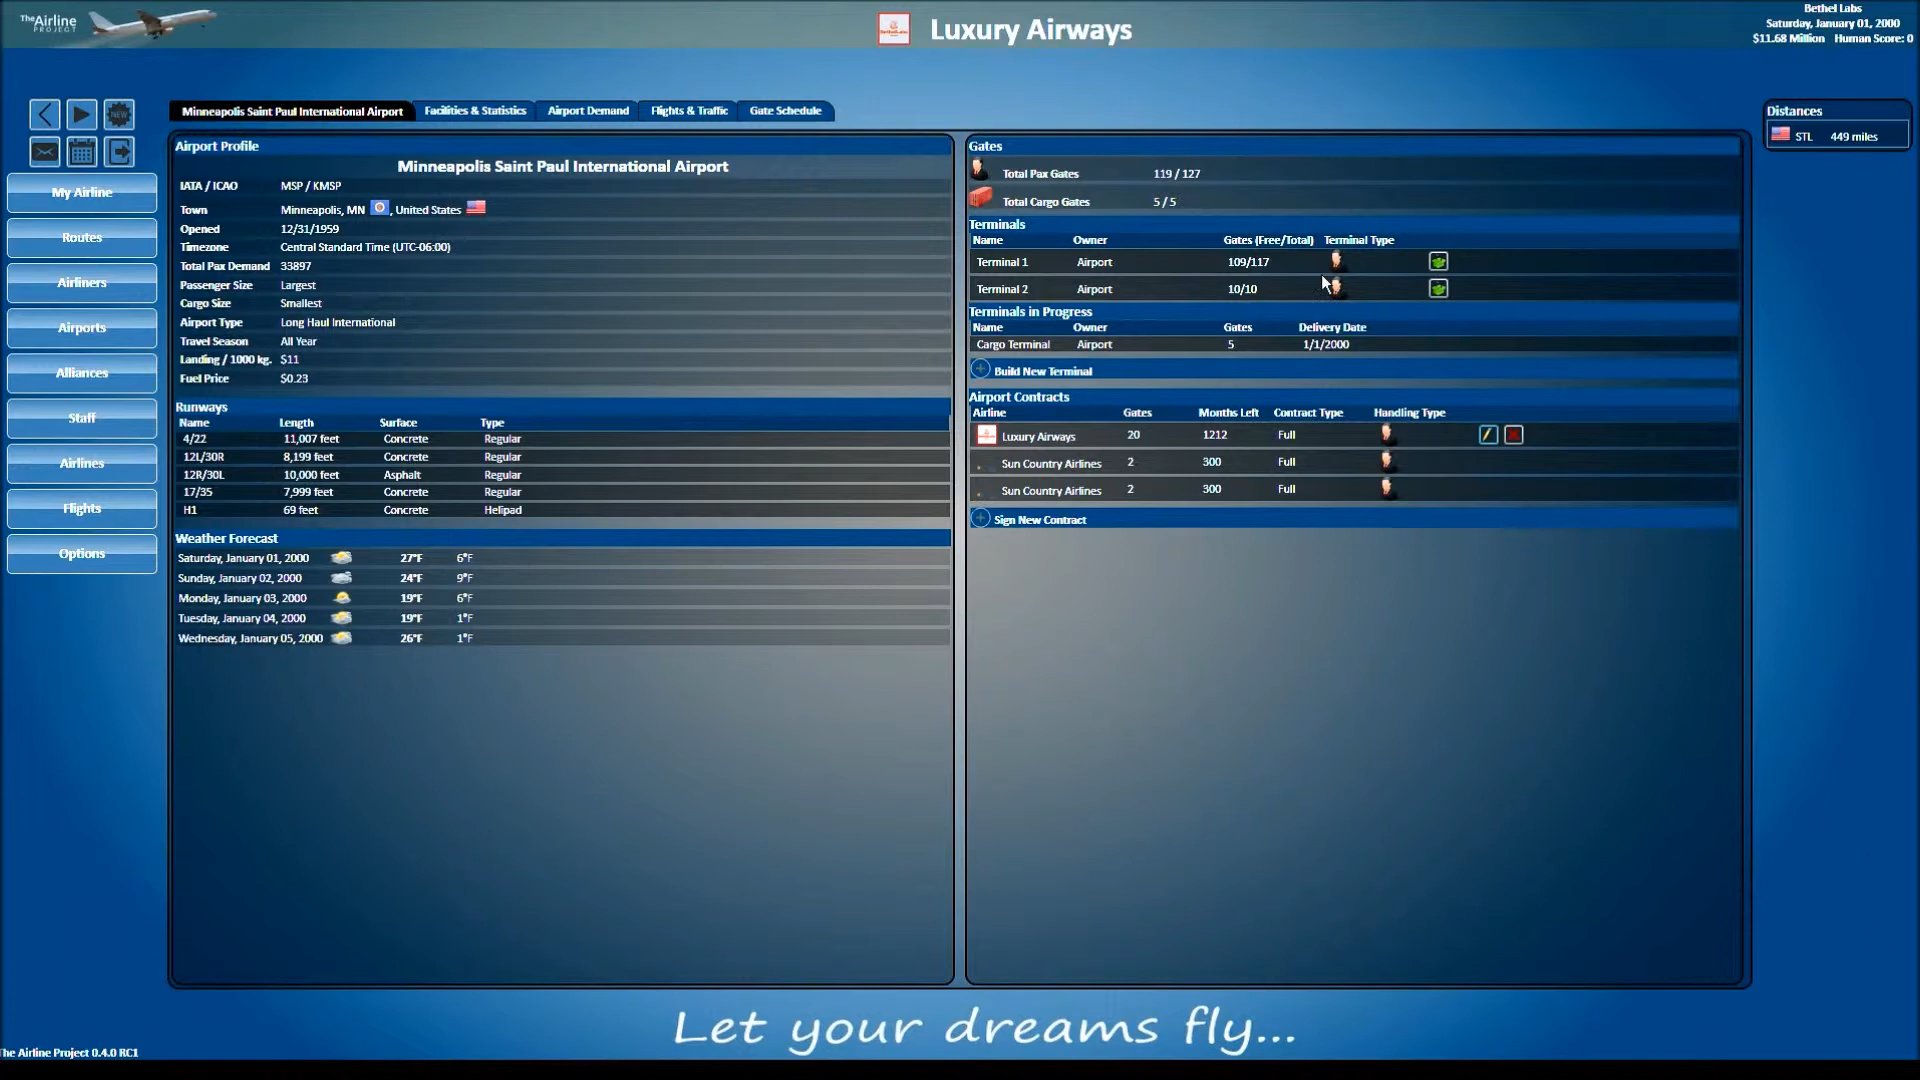 TheAirline
PROJECT
Luxury Airways
Bethel Labs
Saturday, January 01, 2000
$11.68 Million Human Score: 0
NEW
Minneapolis Saint Paul International Airport Facilities & Statistics Airport Demand Flights & Traffic Gate Schedule
My Airline
Routes
Airliners
Airports
Alliances
Staff
Airlines
Flights
Options
Airport Profile
Minneapolis Saint Paul International Airport
IATA / ICAO MSP / KMSP
Town Minneapolis, MN , United States
Opened 12/31/1959
Timezone Central Standard Time (UTC-06:00)
Total Pax Demand 33897
Passenger Size Largest
Cargo Size Smallest
Airport Type Long Haul International
Travel Season All Year
Landing / 1000 kg. $11
Fuel Price $0.23
Runways
Name Length Surface Type
4/22 11,007 feet Concrete Regular
12L/30R 8,199 feet Concrete Regular
12R/30L 10,000 feet Asphalt Regular
17/35 7,999 feet Concrete Regular
H1 69 feet Concrete Helipad
Weather Forecast
Saturday, January 01, 2000 27°F 6°F
Sunday, January 02, 2000 24°F 9°F
Monday, January 03, 2000 19°F 6°F
Tuesday, January 04, 2000 19°F 1°F
Wednesday, January 05, 2000 26°F 1°F
Gates
Total Pax Gates 119 / 127
Total Cargo Gates 5 / 5
Terminals
Name Owner Gates (Free/Total) Terminal Type
Terminal 1 Airport 109/117
Terminal 2 Airport 10/10
Terminals in Progress
Name Owner Gates Delivery Date
Cargo Terminal Airport 5 1/1/2000
Build New Terminal
Airport Contracts
Airline Gates Months Left Contract Type Handling Type
Luxury Airways 20 1212 Full
Sun Country Airlines 2 300 Full
Sun Country Airlines 2 300 Full
Sign New Contract
Distances
STL 449 miles
Let your dreams fly...
The Airline Project 0.4.0 RC1